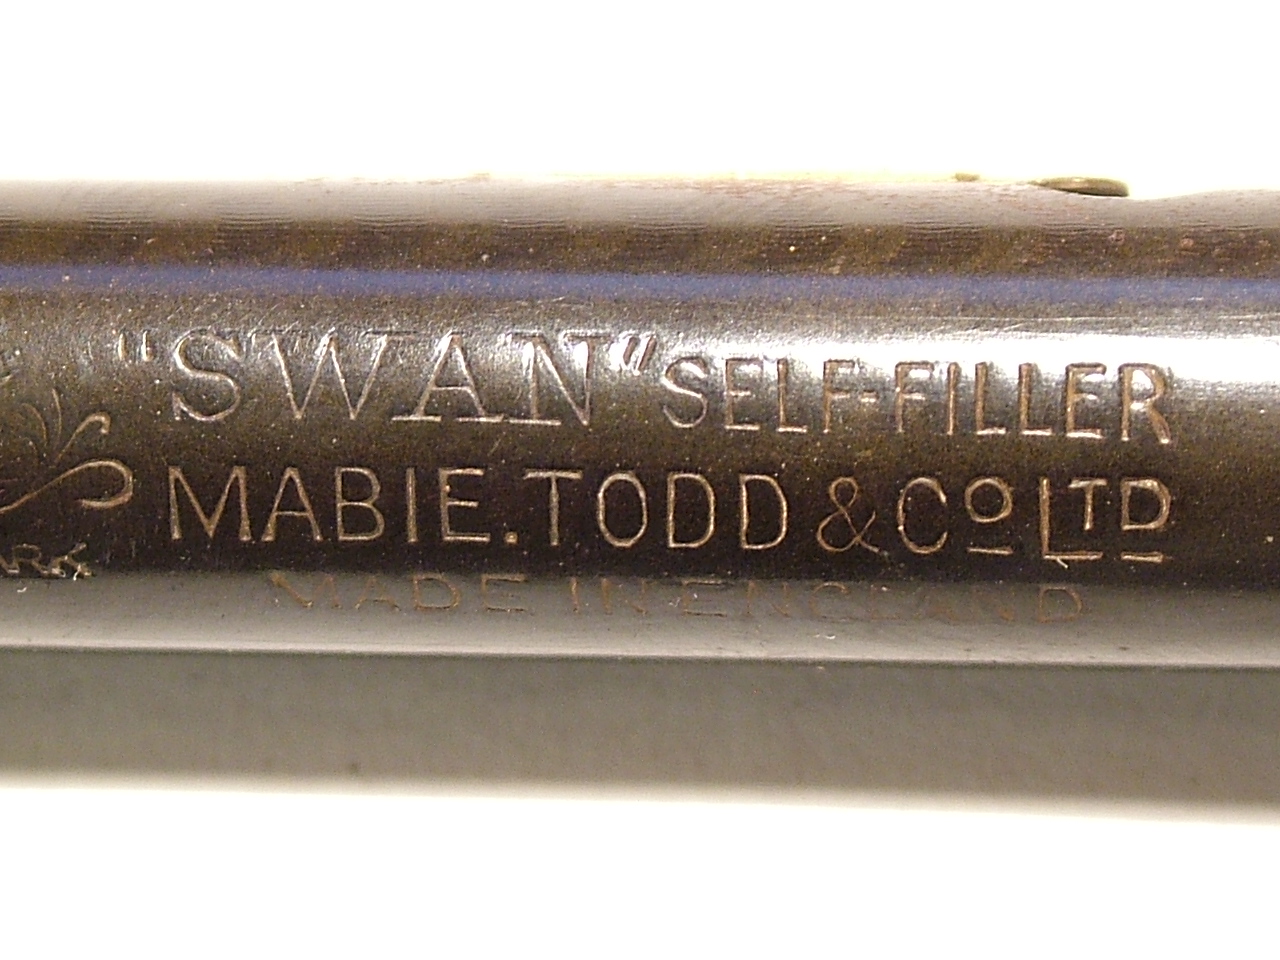 "SWAN" SELF-FILLER
MABIE.TODD & Co LTD
MADE IN ENGLAND